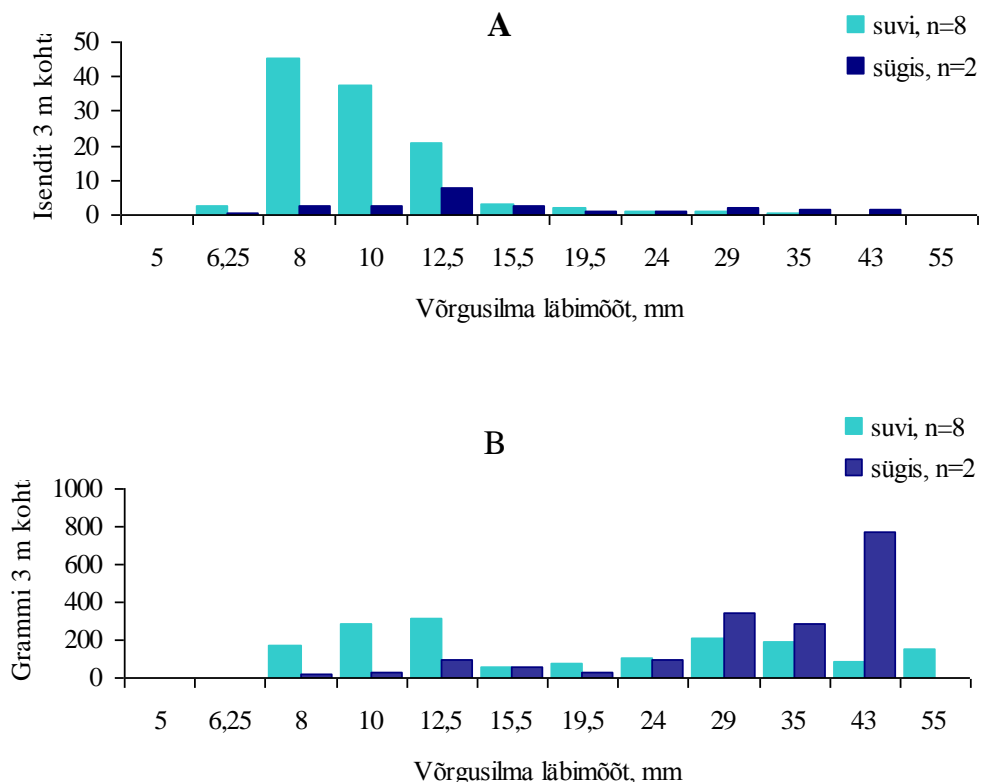 A
suvi, n=8
sügis, n=2
Isendit 3 m koht
50
40
30
20
10
0
5 6,25 8 10 12,5 15,5 19,5 24 29 35 43 55
Võrgusilma läbimõõt, mm
B
suvi, n=8
sügis, n=2
Grammi 3 m koht
1000
800
600
400
200
0
5 6,25 8 10 12,5 15,5 19,5 24 29 35 43 55
Võrgusilma läbimõõt, mm